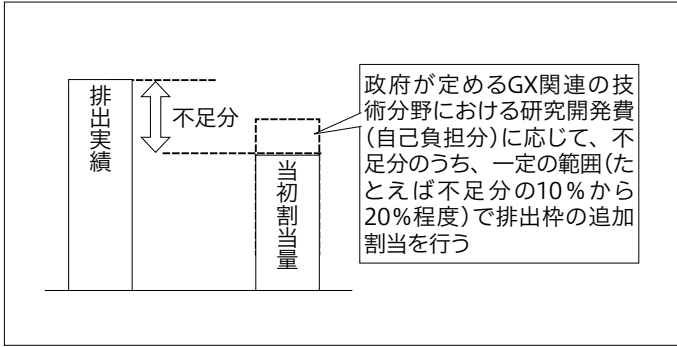 排出実績
不足分
当初割当量
政府が定めるGX関連の技
術分野における研究開発費
(自己負担分)に応じて、不
足分のうち、一定の範囲(た
とえば不足分の10%から
20%程度)で排出枠の追加
割当を行う